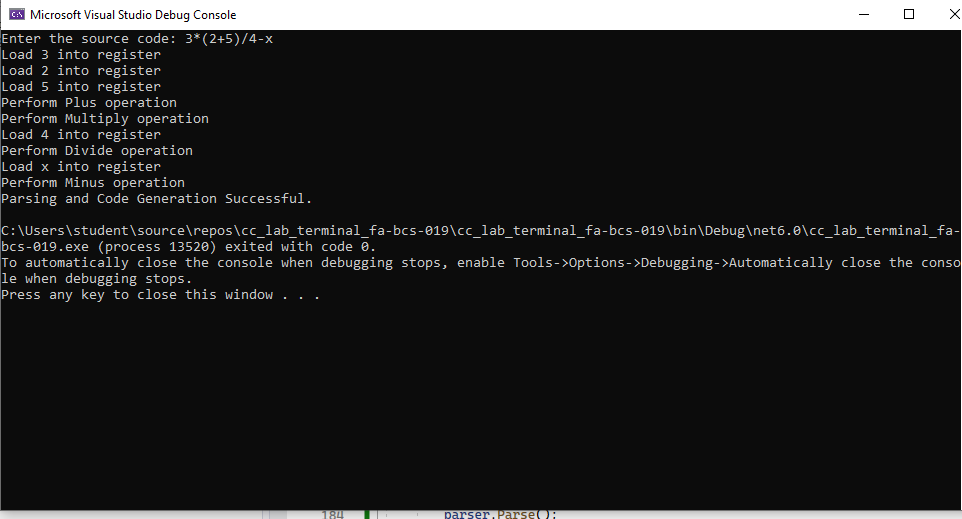 Microsoft Visual Studio Debug Console
Enter the source code: 3*(2+5)/4-x
Load 3 into register
Load 2 into register
Load 5 into register
Perform Plus operation
Perform Multiply operation
Load 4 into register
Perform Divide operation
Load x into register
Perform Minus operation
Parsing and Code Generation Successful.
C:\Users\student\source\repos\cc_lab_terminal_fa-bcs-019\cc_lab_terminal_fa-bcs-019\bin\Debug\net6.0\cc_lab_terminal_fa-
bcs-019.exe (process 13520) exited with code 0.
To automatically close the console when debugging stops, enable Tools->Options->Debugging->Automatically close the conso
le when debugging stops.
Press any key to close this window . . .
184 parser.Parse();